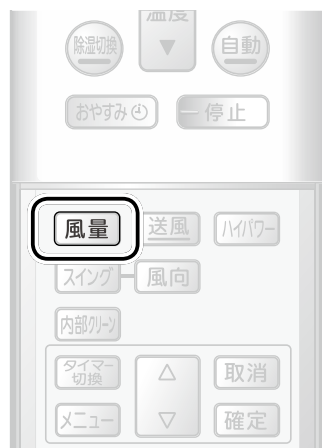 温度
除湿切換 ▼ 自動
おやすみ 停止
風量 送風 ハイパワー
スイング 風向
内部クリーン
タイマー切換 △ 取消
メニュー ▽ 確定